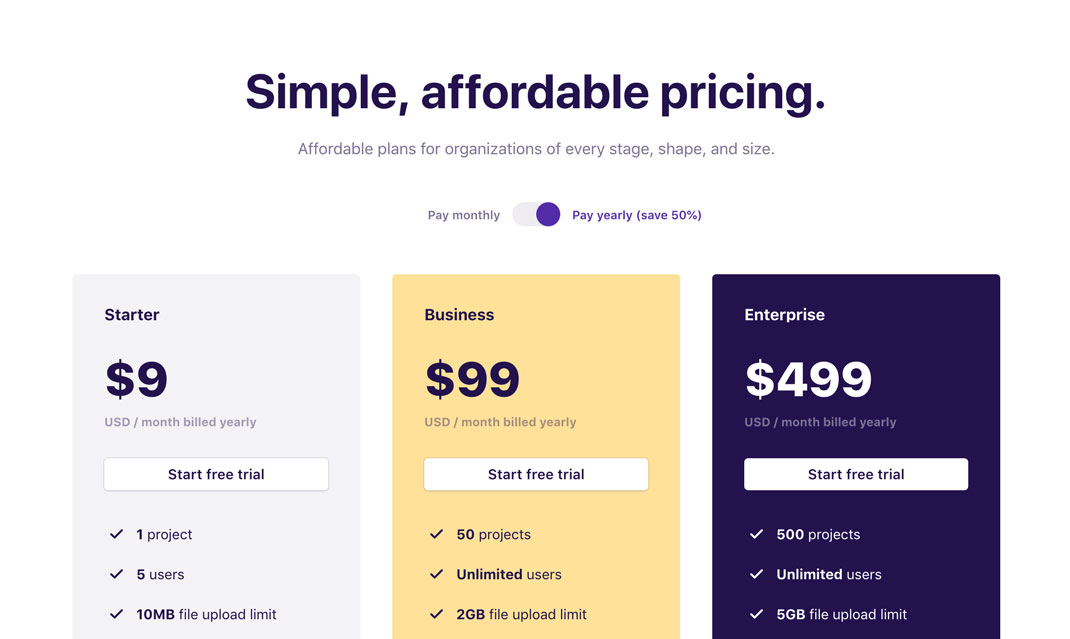 Simple, affordable pricing.
Affordable plans for organizations of every stage, shape, and size.
Pay monthly Pay yearly (save 50%)
Starter
$9
USD / month billed yearly
Start free trial
1 project
5 users
10MB file upload limit
Business
$99
USD / month billed yearly
Start free trial
50 projects
Unlimited users
2GB file upload limit
Enterprise
$499
USD / month billed yearly
Start free trial
500 projects
Unlimited users
5GB file upload limit